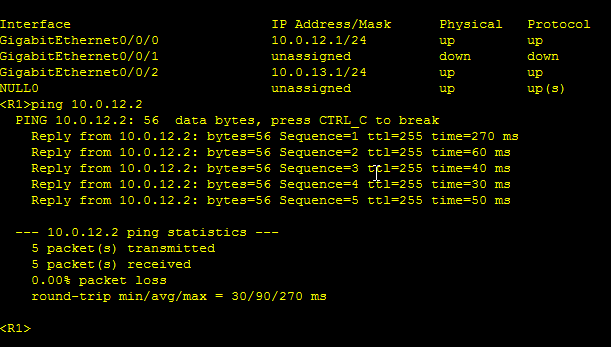 Interface IP Address/Mask Physical Protocol
GigabitEthernet0/0/0 10.0.12.1/24 up up
GigabitEthernet0/0/1 unassigned down down
GigabitEthernet0/0/2 10.0.13.1/24 up up
NULL0 unassigned up up(s)
<R1>ping 10.0.12.2
PING 10.0.12.2: 56 data bytes, press CTRL_C to break
Reply from 10.0.12.2: bytes=56 Sequence=1 ttl=255 time=270 ms
Reply from 10.0.12.2: bytes=56 Sequence=2 ttl=255 time=60 ms
Reply from 10.0.12.2: bytes=56 Sequence=3 ttl=255 time=40 ms
Reply from 10.0.12.2: bytes=56 Sequence=4 ttl=255 time=30 ms
Reply from 10.0.12.2: bytes=56 Sequence=5 ttl=255 time=50 ms
--- 10.0.12.2 ping statistics ---
5 packet(s) transmitted
5 packet(s) received
0.00% packet loss
round-trip min/avg/max = 30/90/270 ms
<R1>